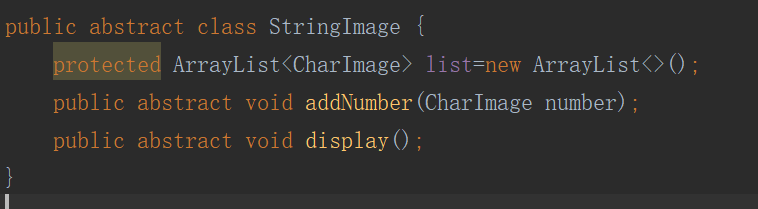 public abstract class StringImage {
    protected ArrayList<CharImage> list=new ArrayList<>();
    public abstract void addNumber(CharImage number);
    public abstract void display();
}